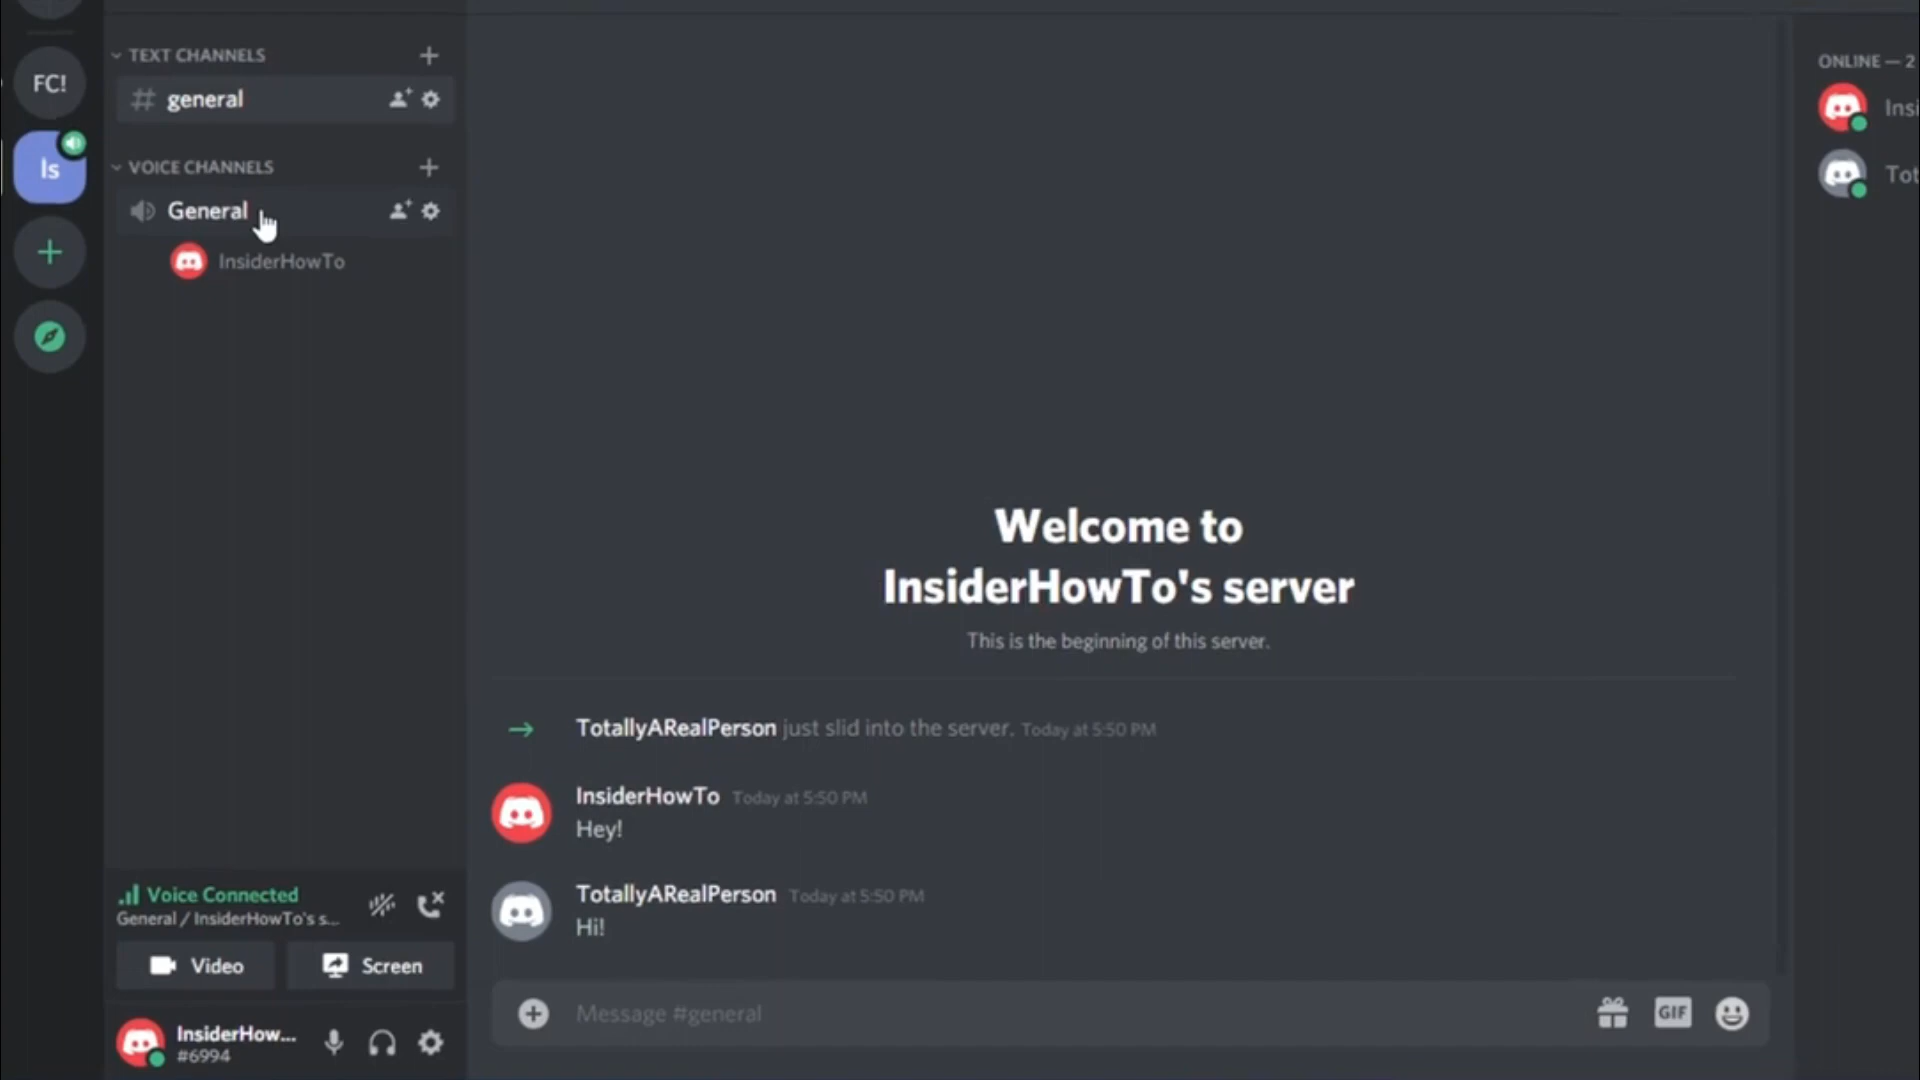 FC!
Is
TEXT CHANNELS
general
VOICE CHANNELS
General
InsiderHowTo
Voice Connected
General / InsiderHowTo's s...
Video
Screen
InsiderHow...
#6994
Welcome to
InsiderHowTo's server
This is the beginning of this server.
TotallyARealPerson just slid into the server. Today at 5:50 PM
InsiderHowTo Today at 5:50 PM
Hey!
TotallyARealPerson Today at 5:50 PM
Hi!
Message #general
GIF
ONLINE — 2
Insi
Tot